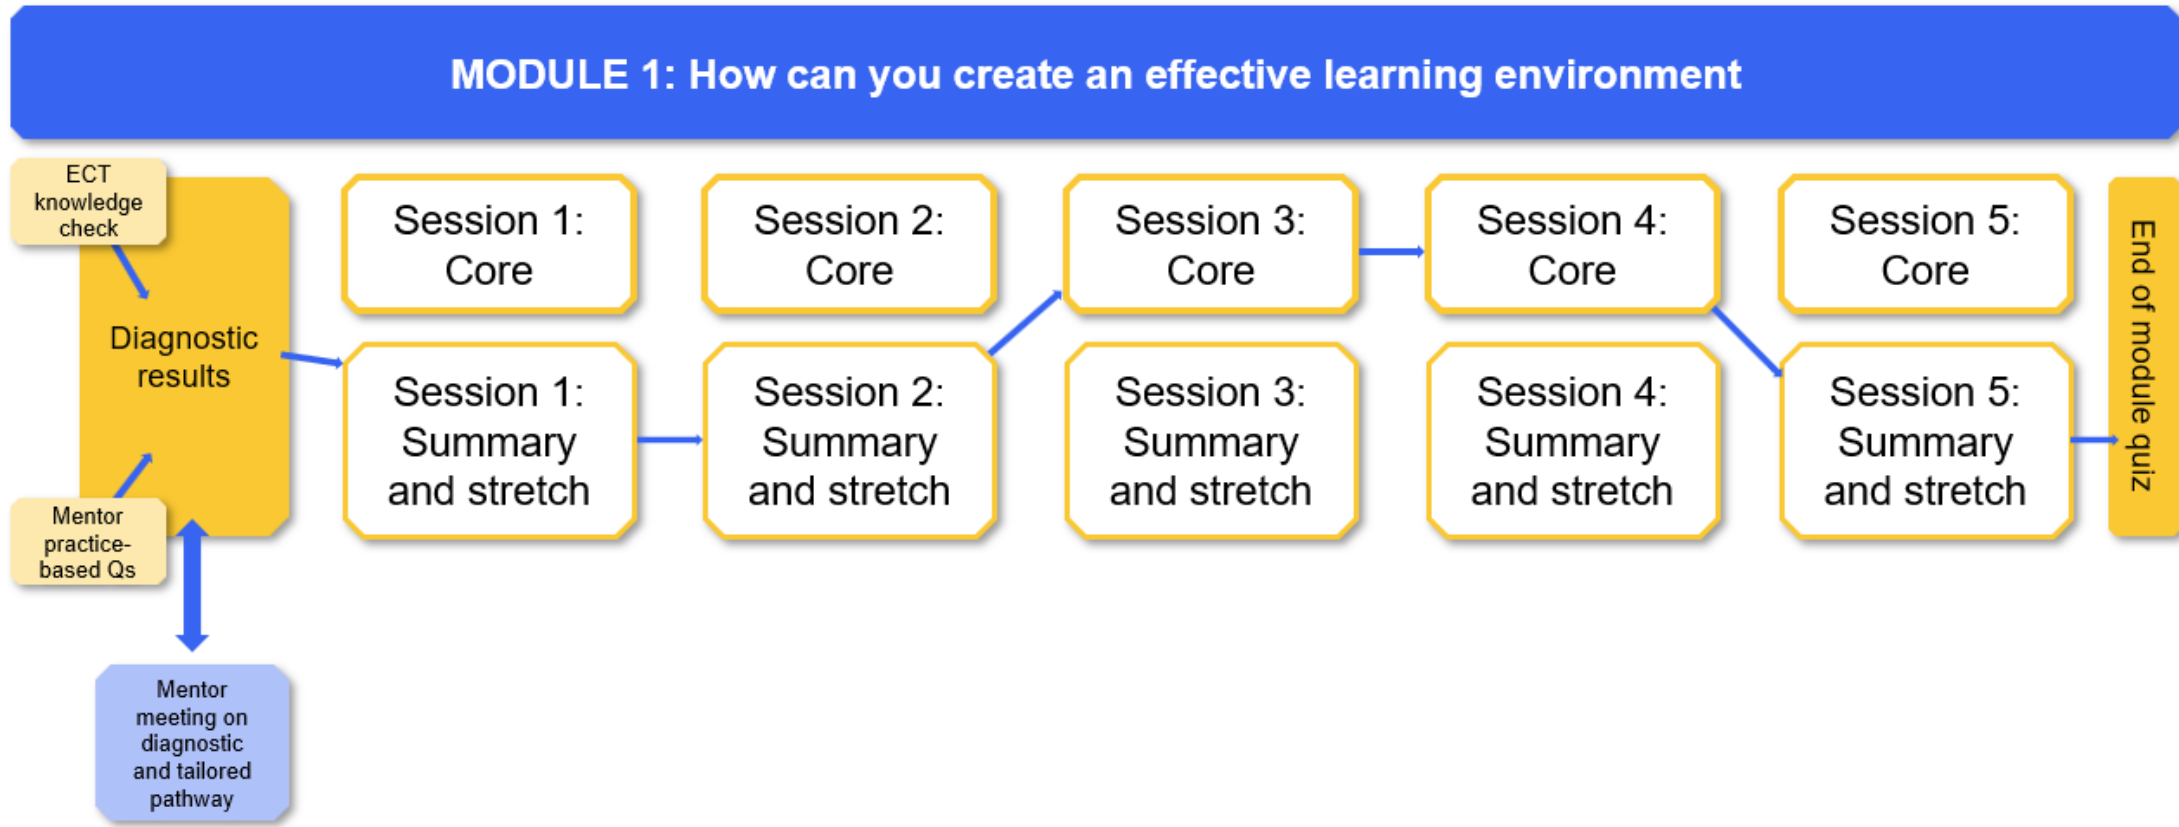 MODULE 1: How can you create an effective learning environment
ECT
knowledge
check
Diagnostic
results
Mentor
practice-
based Qs
Mentor
meeting on
diagnostic
and tailored
pathway
Session 1:
Core
Session 1:
Summary
and stretch
Session 2:
Core
Session 2:
Summary
and stretch
Session 3:
Core
Session 3:
Summary
and stretch
Session 4:
Core
Session 4:
Summary
and stretch
Session 5:
Core
Session 5:
Summary
and stretch
End of module quiz